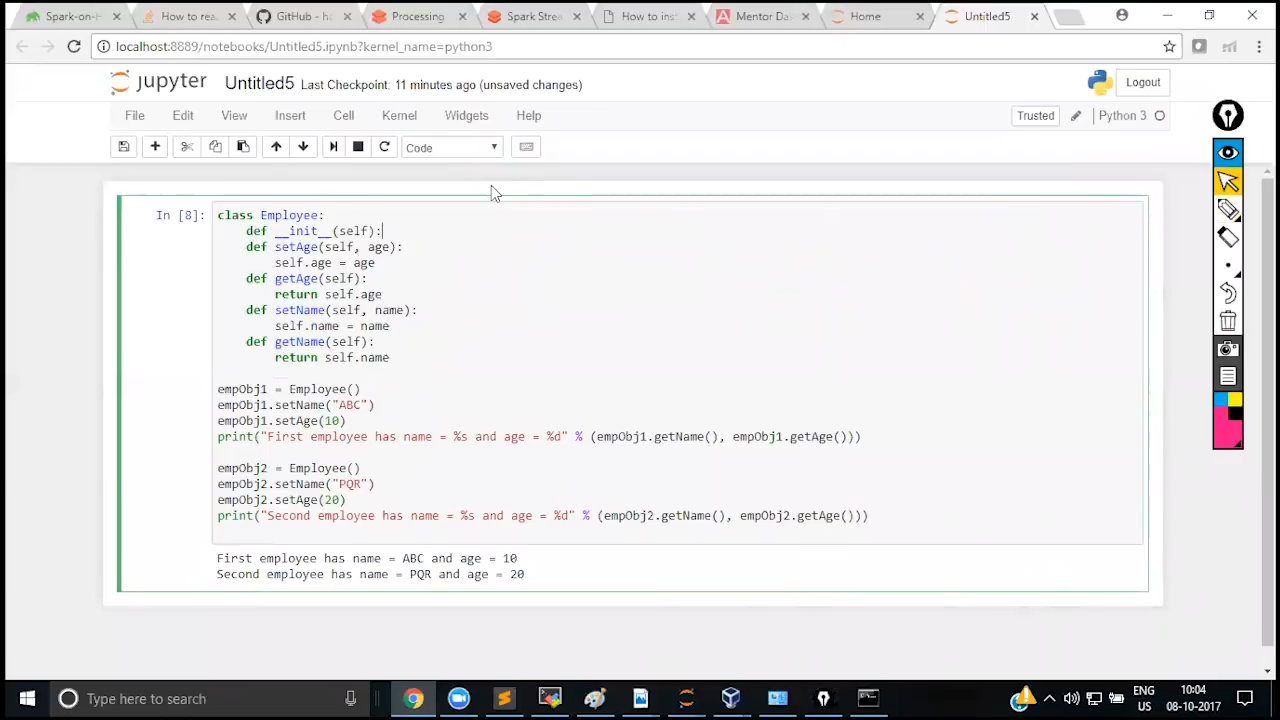 Spark-on-H
How to rea
GitHub - h
Processing
Spark Strea
How to inst
Mentor Da
Home
Untitled5
localhost:8889/notebooks/Untitled5.ipynb?kernel_name=python3
jupyter Untitled5 Last Checkpoint: 11 minutes ago (unsaved changes)
Logout
File Edit View Insert Cell Kernel Widgets Help
Trusted
Python 3
Code
In [8]:
class Employee:
    def __init__(self):
    def setAge(self, age):
        self.age = age
    def getAge(self):
        return self.age
    def setName(self, name):
        self.name = name
    def getName(self):
        return self.name
empObj1 = Employee()
empObj1.setName("ABC")
empObj1.setAge(10)
print("First employee has name = %s and age = %d" % (empObj1.getName(), empObj1.getAge()))
empObj2 = Employee()
empObj2.setName("PQR")
empObj2.setAge(20)
print("Second employee has name = %s and age = %d" % (empObj2.getName(), empObj2.getAge()))
First employee has name = ABC and age = 10
Second employee has name = PQR and age = 20
Type here to search
ENG
US
10:04
08-10-2017